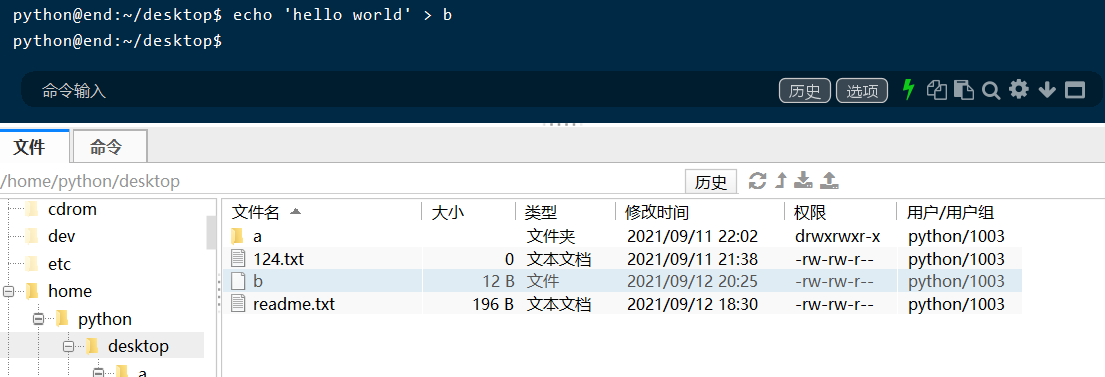 python@end:~/desktop$ echo 'hello world' > b
python@end:~/desktop$
命令输入 历史 选项
文件 命令
/home/python/desktop 历史
cdrom
dev
etc
home
python
desktop
a
文件名 大小 类型 修改时间 权限 用户/用户组
a 文件夹 2021/09/11 22:02 drwxrwxr-x python/1003
124.txt 0 文本文档 2021/09/11 21:38 -rw-rw-r-- python/1003
b 12 B 文件 2021/09/12 20:25 -rw-rw-r-- python/1003
readme.txt 196 B 文本文档 2021/09/12 18:30 -rw-rw-r-- python/1003